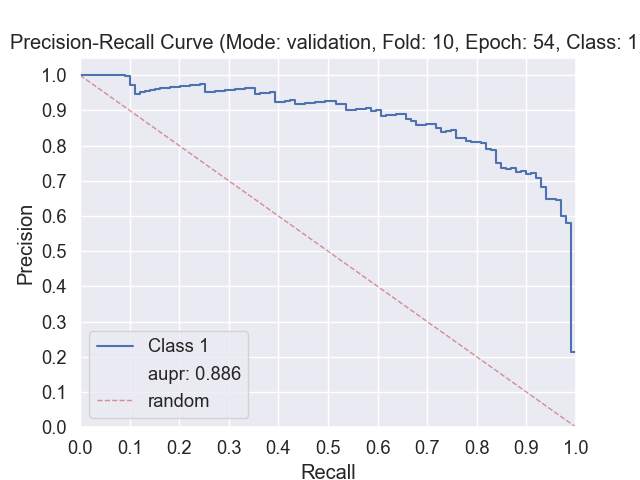 Precision-Recall Curve (Mode: validation, Fold: 10, Epoch: 54, Class: 1
1.0
0.9
0.8
0.7
0.6
0.5
0.4
0.3
0.2
0.1
0.0
Precision
Class 1
aupr: 0.886
random
0.0 0.1 0.2 0.3 0.4 0.5 0.6 0.7 0.8 0.9 1.0
Recall